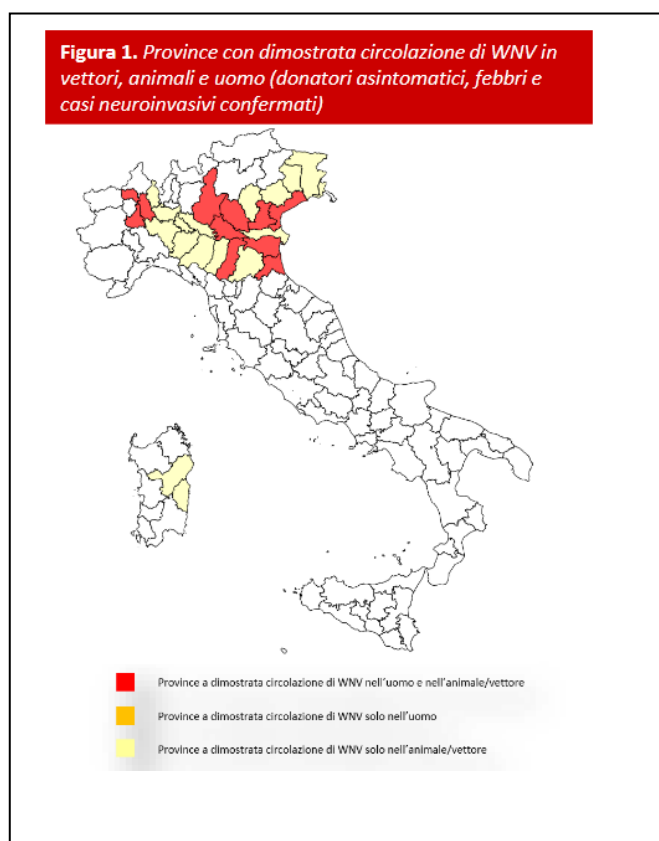 Figura 1. Province con dimostrata circolazione di WNV in
vettori, animali e uomo (donatori asintomatici, febbri e
casi neuroinvasivi confermati)
Province a dimostrata circolazione di WNV nell'uomo e nell'animale/vettore
Province a dimostrata circolazione di WNV solo nell'uomo
Province a dimostrata circolazione di WNV solo nell'animale/vettore